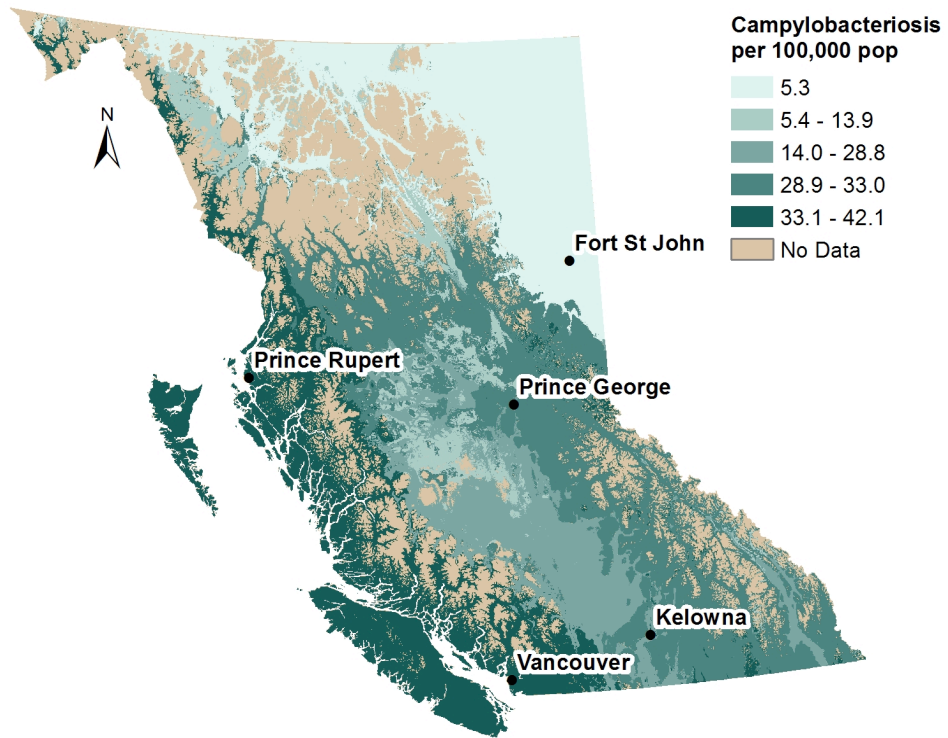 Campylobacteriosis
per 100,000 pop
5.3
5.4 - 13.9
14.0 - 28.8
28.9 - 33.0
33.1 - 42.1
No Data
N
Fort St John
Prince Rupert
Prince George
Kelowna
Vancouver